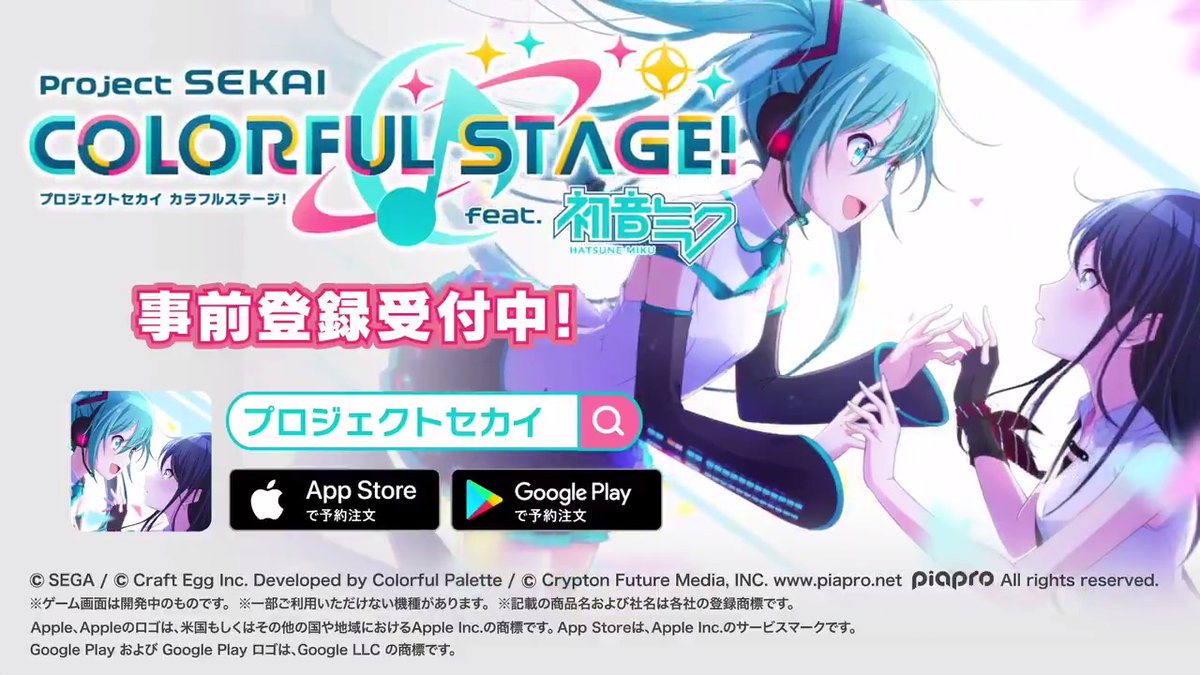 Project SEKAI
COLORFUL STAGE!
プロジェクトセカイ カラフルステージ!
feat. 初音ミク
HATSUNE MIKU
事前登録受付中!
プロジェクトセカイ
App Store
で予約注文
Google Play
で予約注文
© SEGA / © Craft Egg Inc. Developed by Colorful Palette / © Crypton Future Media, INC. www.piapro.net piapro All rights reserved.
※ゲーム画面は開発中のものです。 ※一部ご利用いただけない機種があります。 ※記載の商品名および社名は各社の登録商標です。
Apple、Appleのロゴは、米国もしくはその他の国や地域におけるApple Inc.の商標です。App Storeは、Apple Inc.のサービスマークです。
Google Play および Google Play ロゴは、Google LLC の商標です。